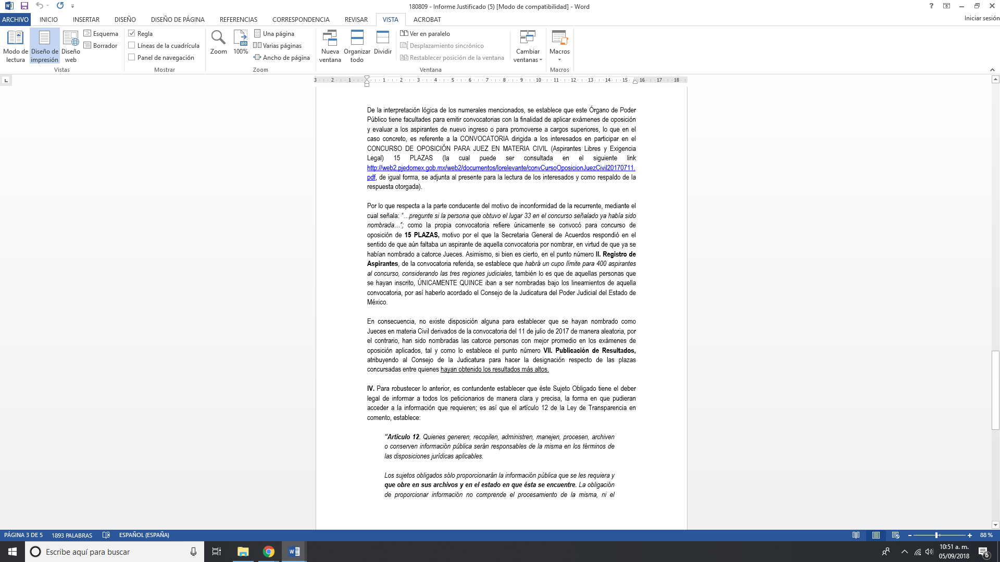 180809 - Informe Justificado (5) [Modo de compatibilidad] - Word
ARCHIVO INICIO INSERTAR DISEÑO DISEÑO DE PÁGINA REFERENCIAS CORRESPONDENCIA REVISAR VISTA ACROBAT Iniciar sesión
Modo de lectura
Diseño de impresión
Diseño web
Esquema
Borrador
Vistas
Regla
Líneas de la cuadrícula
Panel de navegación
Mostrar
Zoom
100%
Una página
Varias páginas
Ancho de página
Zoom
Nueva ventana
Organizar todo
Dividir
Ver en paralelo
Desplazamiento sincrónico
Restablecer posición de la ventana
Ventana
Cambiar ventanas
Macros
Macros
3 2 1 1 2 3 4 5 6 7 8 9 10 11 12 13 14 15 16 17 18
De la interpretación lógica de los numerales mencionados, se establece que este Órgano de Poder
Público tiene facultades para emitir convocatorias con la finalidad de aplicar exámenes de oposición
y evaluar a los aspirantes de nuevo ingreso o para promoverse a cargos superiores, lo que en el
caso concreto, es referente a la CONVOCATORIA dirigida a los interesados en participar en el
CONCURSO DE OPOSICIÓN PARA JUEZ EN MATERIA CIVIL (Aspirantes Libres y Exigencia
Legal) 15 PLAZAS (la cual puede ser consultada en el siguiente link
http://web2.pjedomex.gob.mx/web2/documentos/lorelevante/convCursoOposicionJuezCivil20170711.
pdf, de igual forma, se adjunta al presente para la lectura de los interesados y como respaldo de la
respuesta otorgada).
Por lo que respecta a la parte conducente del motivo de inconformidad de la recurrente, mediante el
cual señala: “…pregunte si la persona que obtuvo el lugar 33 en el concurso señalado ya había sido
nombrada…”; como la propia convocatoria refiere únicamente se convocó para concurso de
oposición de 15 PLAZAS, motivo por el que la Secretaria General de Acuerdos respondió en el
sentido de que aún faltaba un aspirante de aquella convocatoria por nombrar, en virtud de que ya se
habían nombrado a catorce Jueces. Asimismo, si bien es cierto, en el punto número II. Registro de
Aspirantes, de la convocatoria referida, se establece que habrá un cupo límite para 400 aspirantes
al concurso, considerando las tres regiones judiciales, también lo es que de aquellas personas que
se hayan inscrito, ÚNICAMENTE QUINCE iban a ser nombradas bajo los lineamientos de aquella
convocatoria, por así haberlo acordado el Consejo de la Judicatura del Poder Judicial del Estado de
México.
En consecuencia, no existe disposición alguna para establecer que se hayan nombrado como
Jueces en materia Civil derivados de la convocatoria del 11 de julio de 2017 de manera aleatoria, por
el contrario, han sido nombradas las catorce personas con mejor promedio en los exámenes de
oposición aplicados, tal y como lo establece el punto número VII. Publicación de Resultados,
atribuyendo al Consejo de la Judicatura para hacer la designación respecto de las plazas
concursadas entre quienes hayan obtenido los resultados más altos.
IV. Para robustecer lo anterior, es contundente establecer que éste Sujeto Obligado tiene el deber
legal de informar a todos los peticionarios de manera clara y precisa, la forma en que pudieran
acceder a la información que requieren; es así que el artículo 12 de la Ley de Transparencia en
comento, establece:
“Artículo 12. Quienes generen, recopilen, administren, manejen, procesen, archiven
o conserven información pública serán responsables de la misma en los términos de
las disposiciones jurídicas aplicables.
Los sujetos obligados sólo proporcionarán la información pública que se les requiera y
que obre en sus archivos y en el estado en que ésta se encuentre. La obligación
de proporcionar información no comprende el procesamiento de la misma, ni el
PÁGINA 3 DE 5 1893 PALABRAS ESPAÑOL (ESPAÑA) 88 %
Escribe aquí para buscar
10:51 a. m.
05/09/2018
6